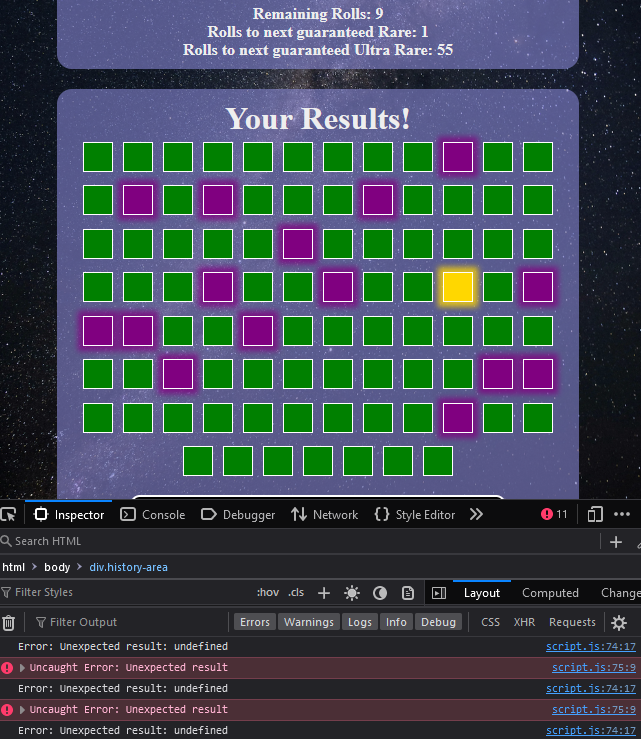 Remaining Rolls: 9
Rolls to next guaranteed Rare: 1
Rolls to next guaranteed Ultra Rare: 55
Your Results!
Inspector Console Debugger Network Style Editor 11
Search HTML
html body div.history-area
Filter Styles :hov .cls Layout Computed Change
Filter Output Errors Warnings Logs Info Debug CSS XHR Requests
Error: Unexpected result: undefined script.js:74:17
Uncaught Error: Unexpected result script.js:75:9
Error: Unexpected result: undefined script.js:74:17
Uncaught Error: Unexpected result script.js:75:9
Error: Unexpected result: undefined script.js:74:17